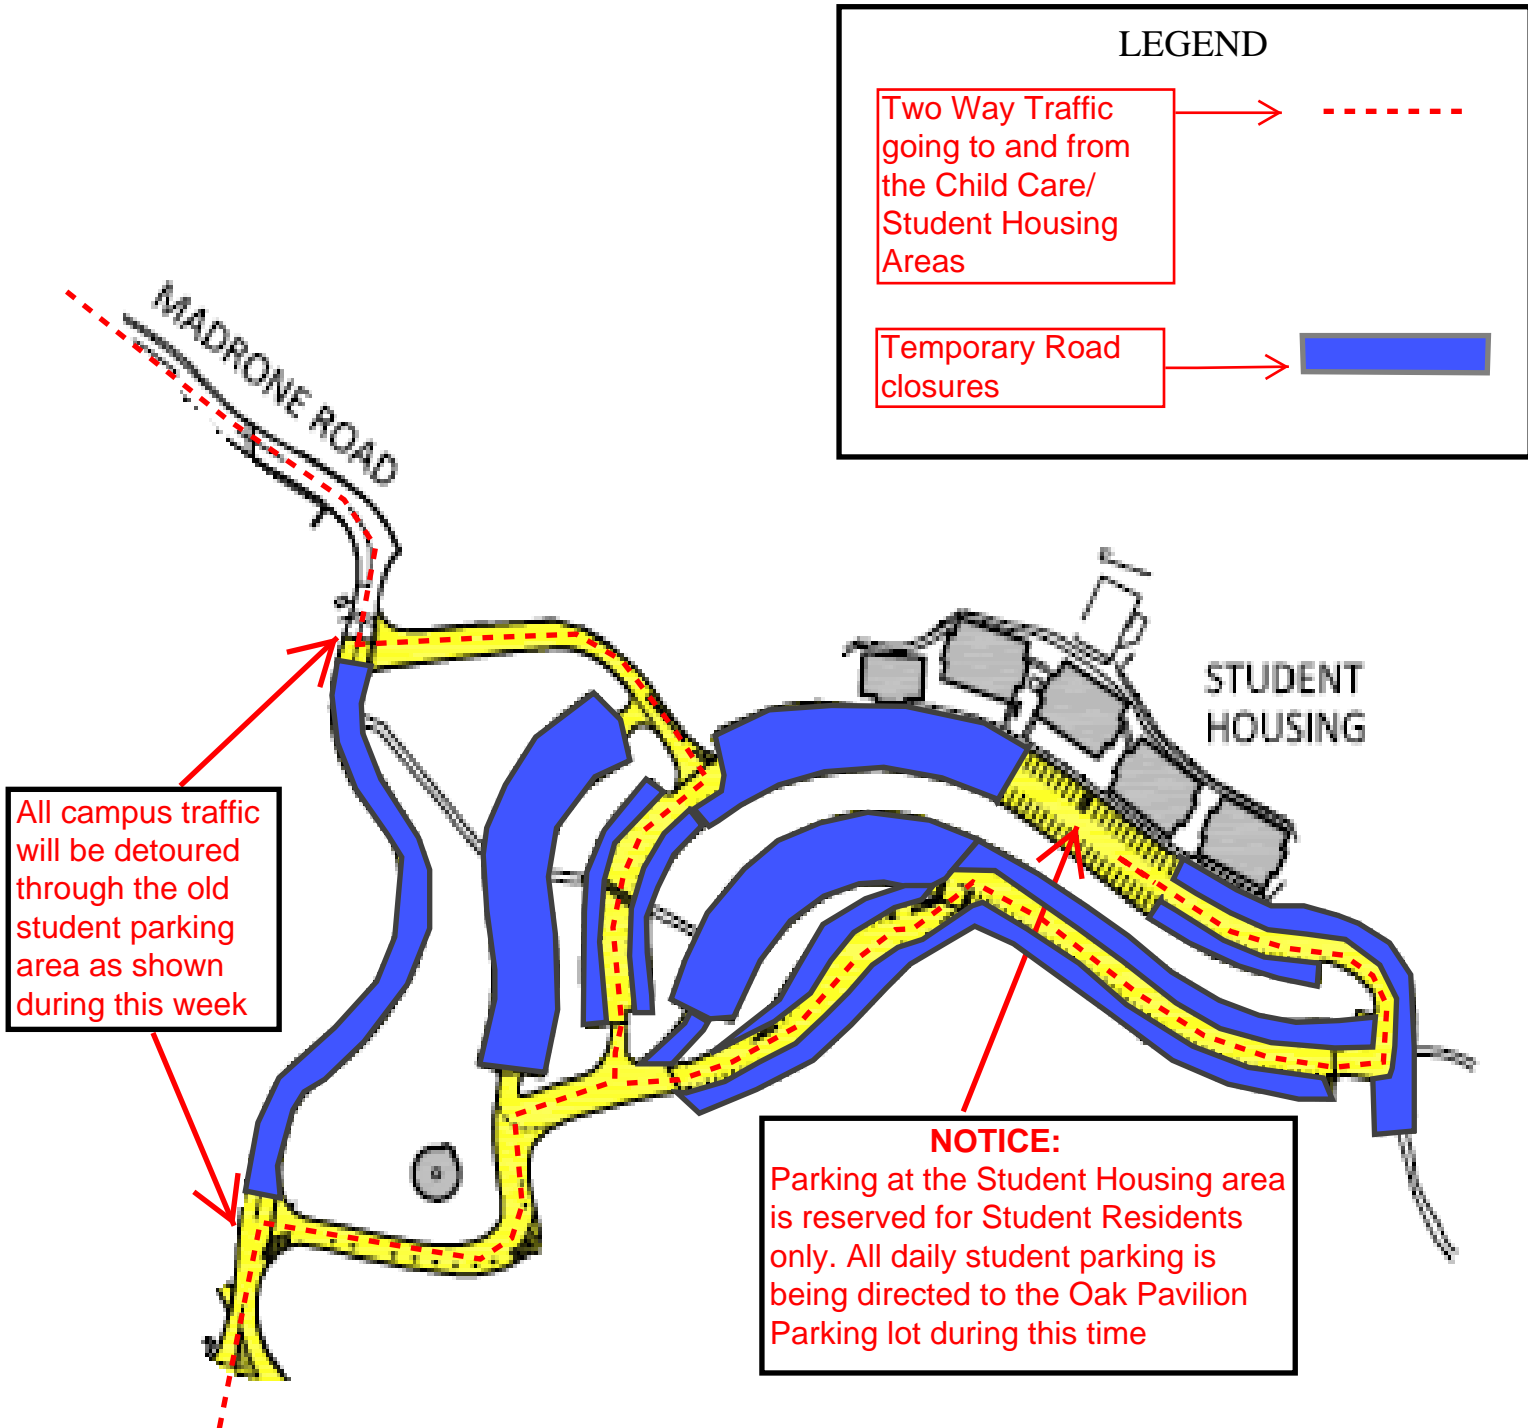 LEGEND
Two Way Traffic
going to and from
the Child Care/
Student Housing
Areas
Temporary Road
closures
MADRONE ROAD
STUDENT
HOUSING
All campus traffic
will be detoured
through the old
student parking
area as shown
during this week
NOTICE:
Parking at the Student Housing area
is reserved for Student Residents
only. All daily student parking is
being directed to the Oak Pavilion
Parking lot during this time